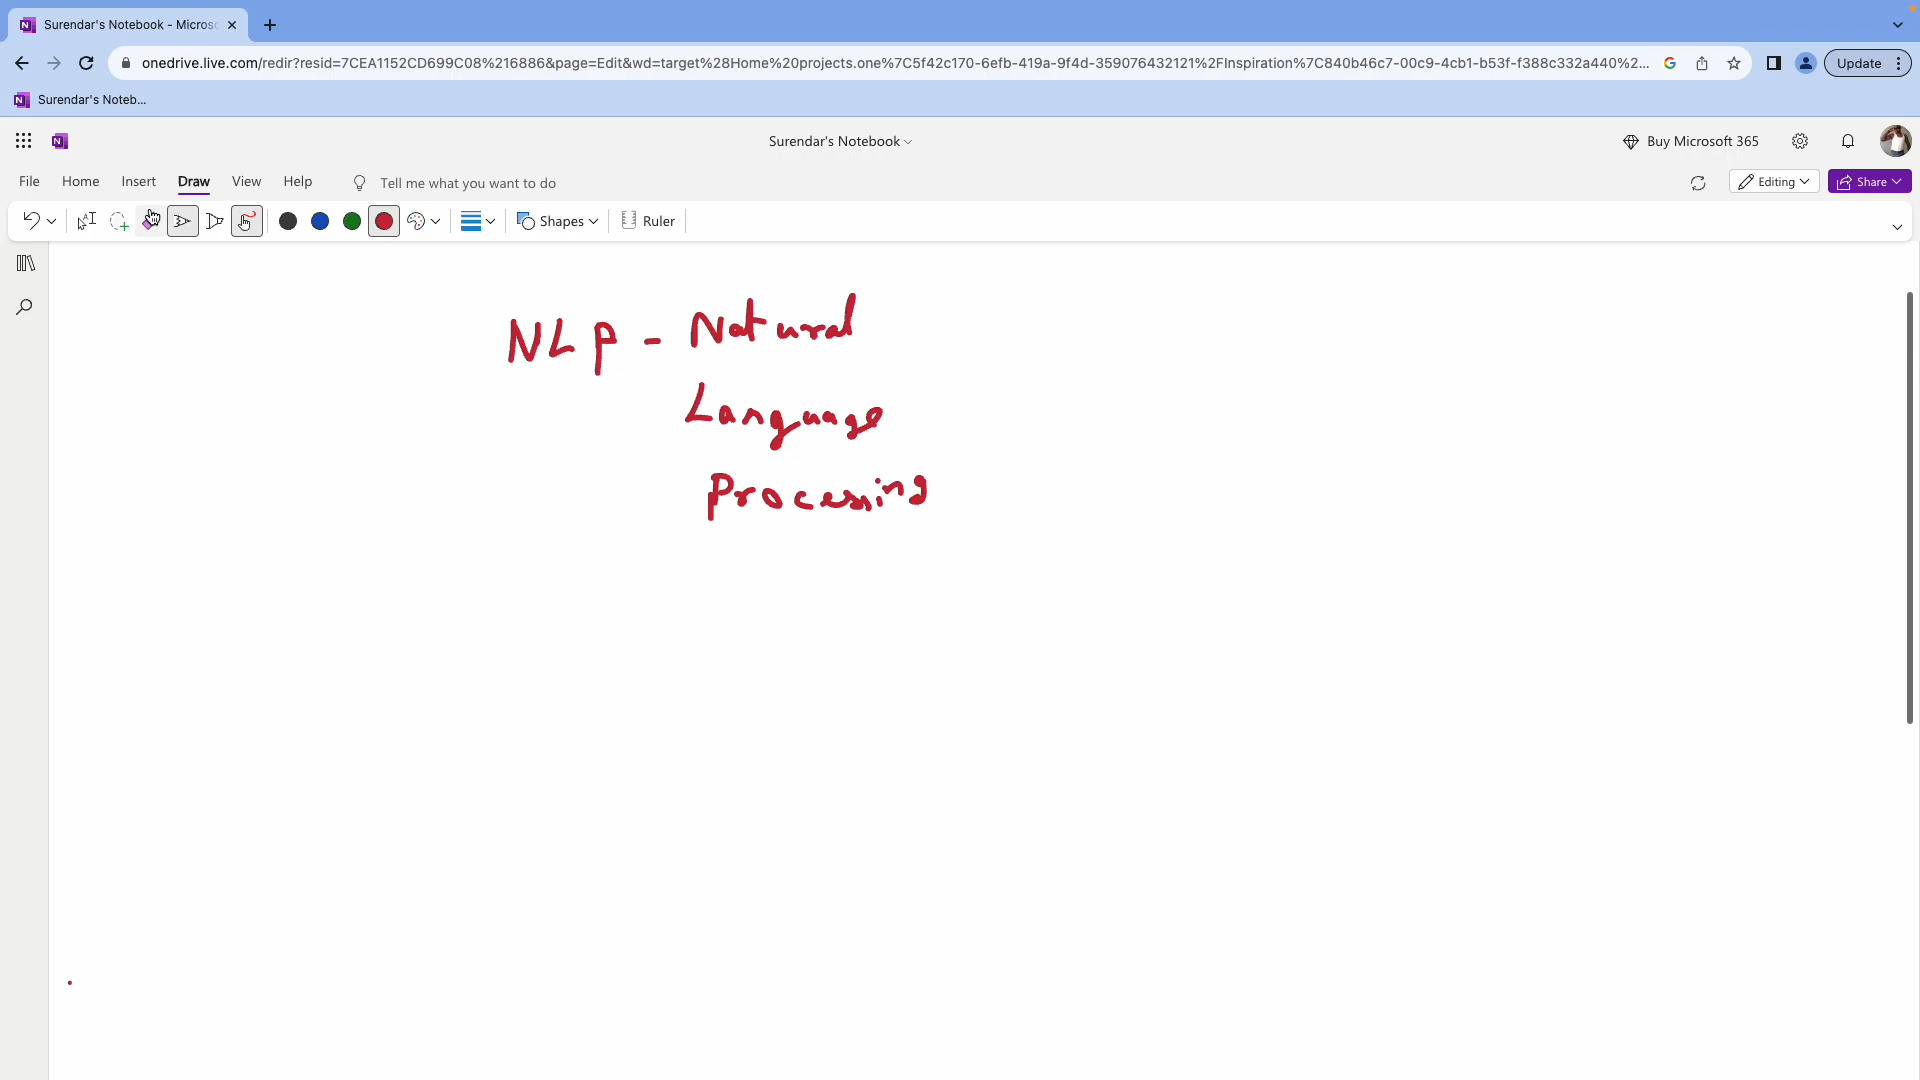 Surendar's Notebook - Micros
onedrive.live.com/redir?resid=7CEA1152CD699C08%216886&page=Edit&wd=target%28Home%20projects.one%7C5f42c170-6efb-419a-9f4d-359076432121%2FInspiration%7C840b46c7-00c9-4cb1-b53f-f388c332a440%2...
Update
Surendar's Noteb...
Surendar's Notebook
Buy Microsoft 365
File Home Insert Draw View Help Tell me what you want to do
Editing
Share
Shapes
Ruler
NLP - Natural
Language
Processing